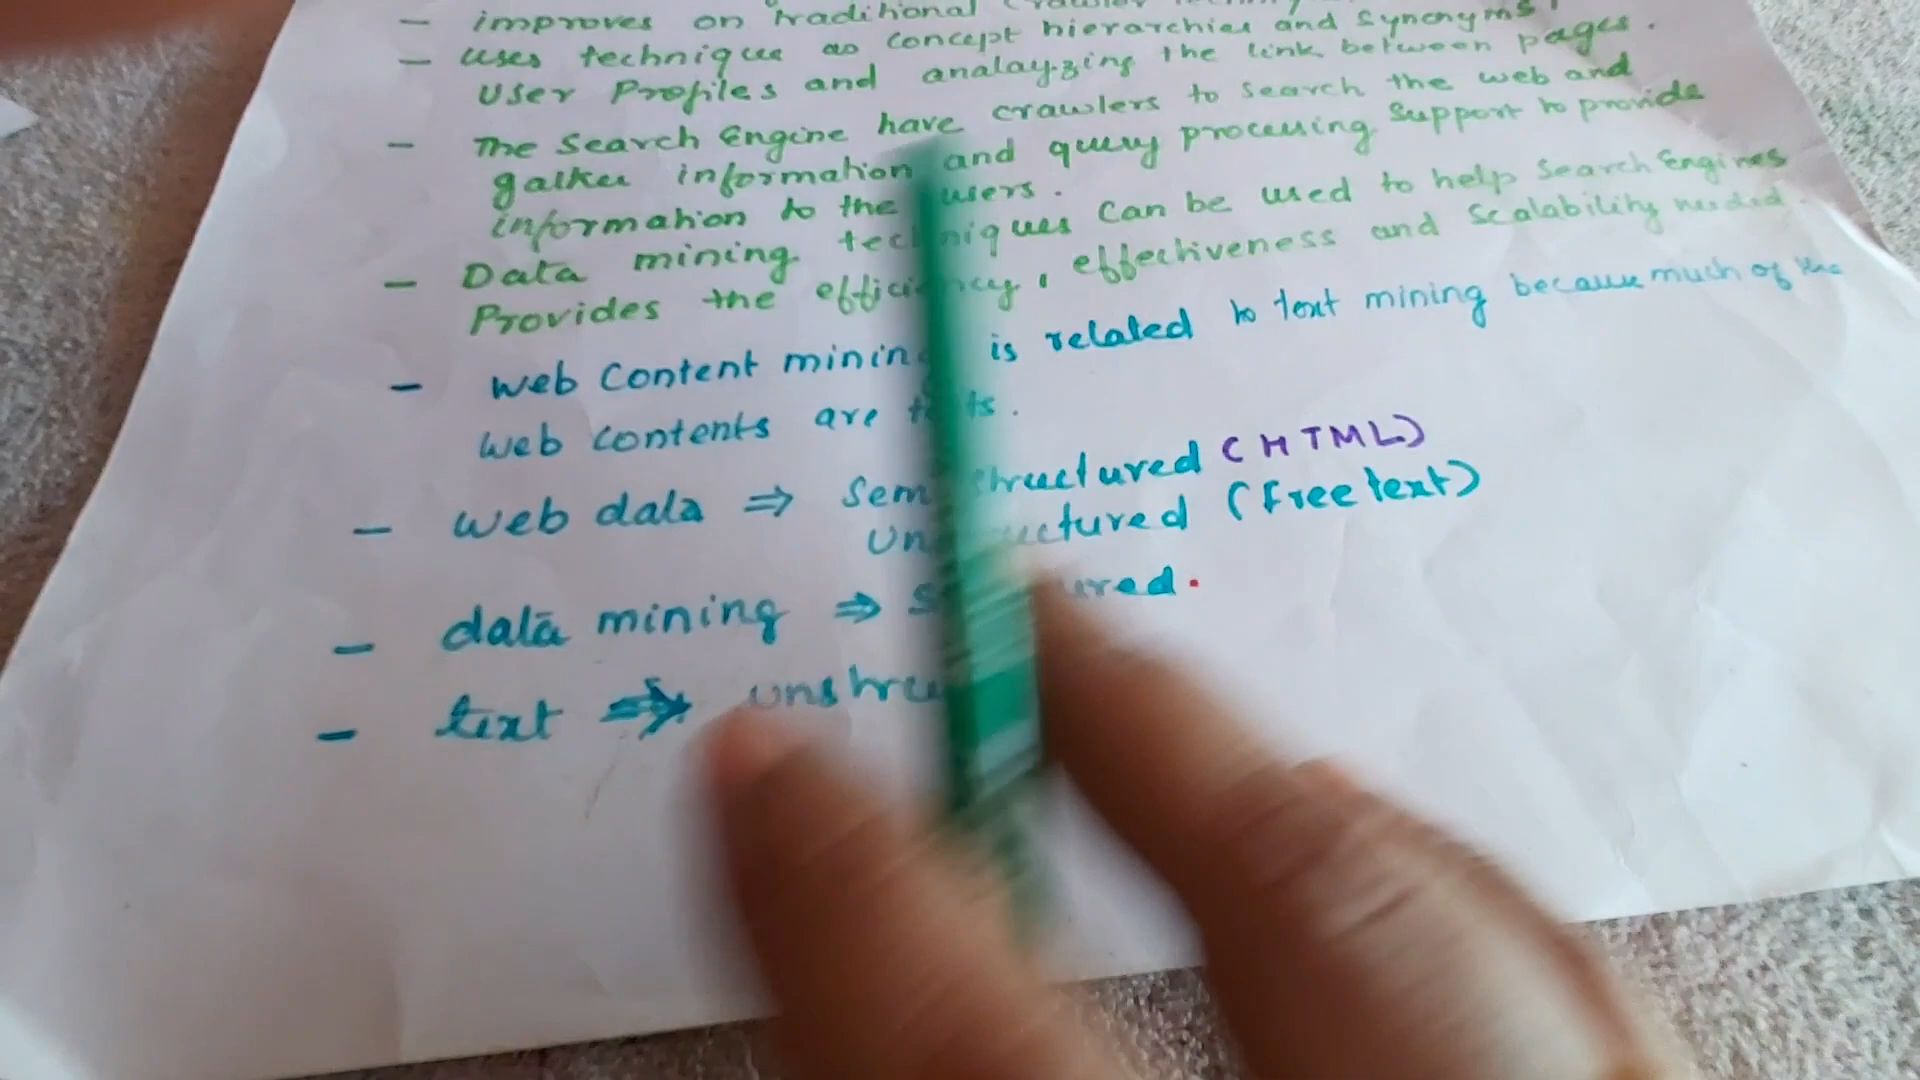 - improves on traditional
- uses technique as concept hierarchies and synonyms.
User Profiles and analayzing the link between pages.
- The Search Engine have crawlers to search the web and
gather information and query processing support to provide
information to the users.
- Data mining techniques can be used to help Search Engines
Provides the efficiency, effectiveness and scalability needed.
- web content mining is related to text mining because much of the
web contents are texts.
- web data ⇒ Semi structured (HTML)
Unstructured (free text)
- data mining ⇒ structured.
- text ⇒